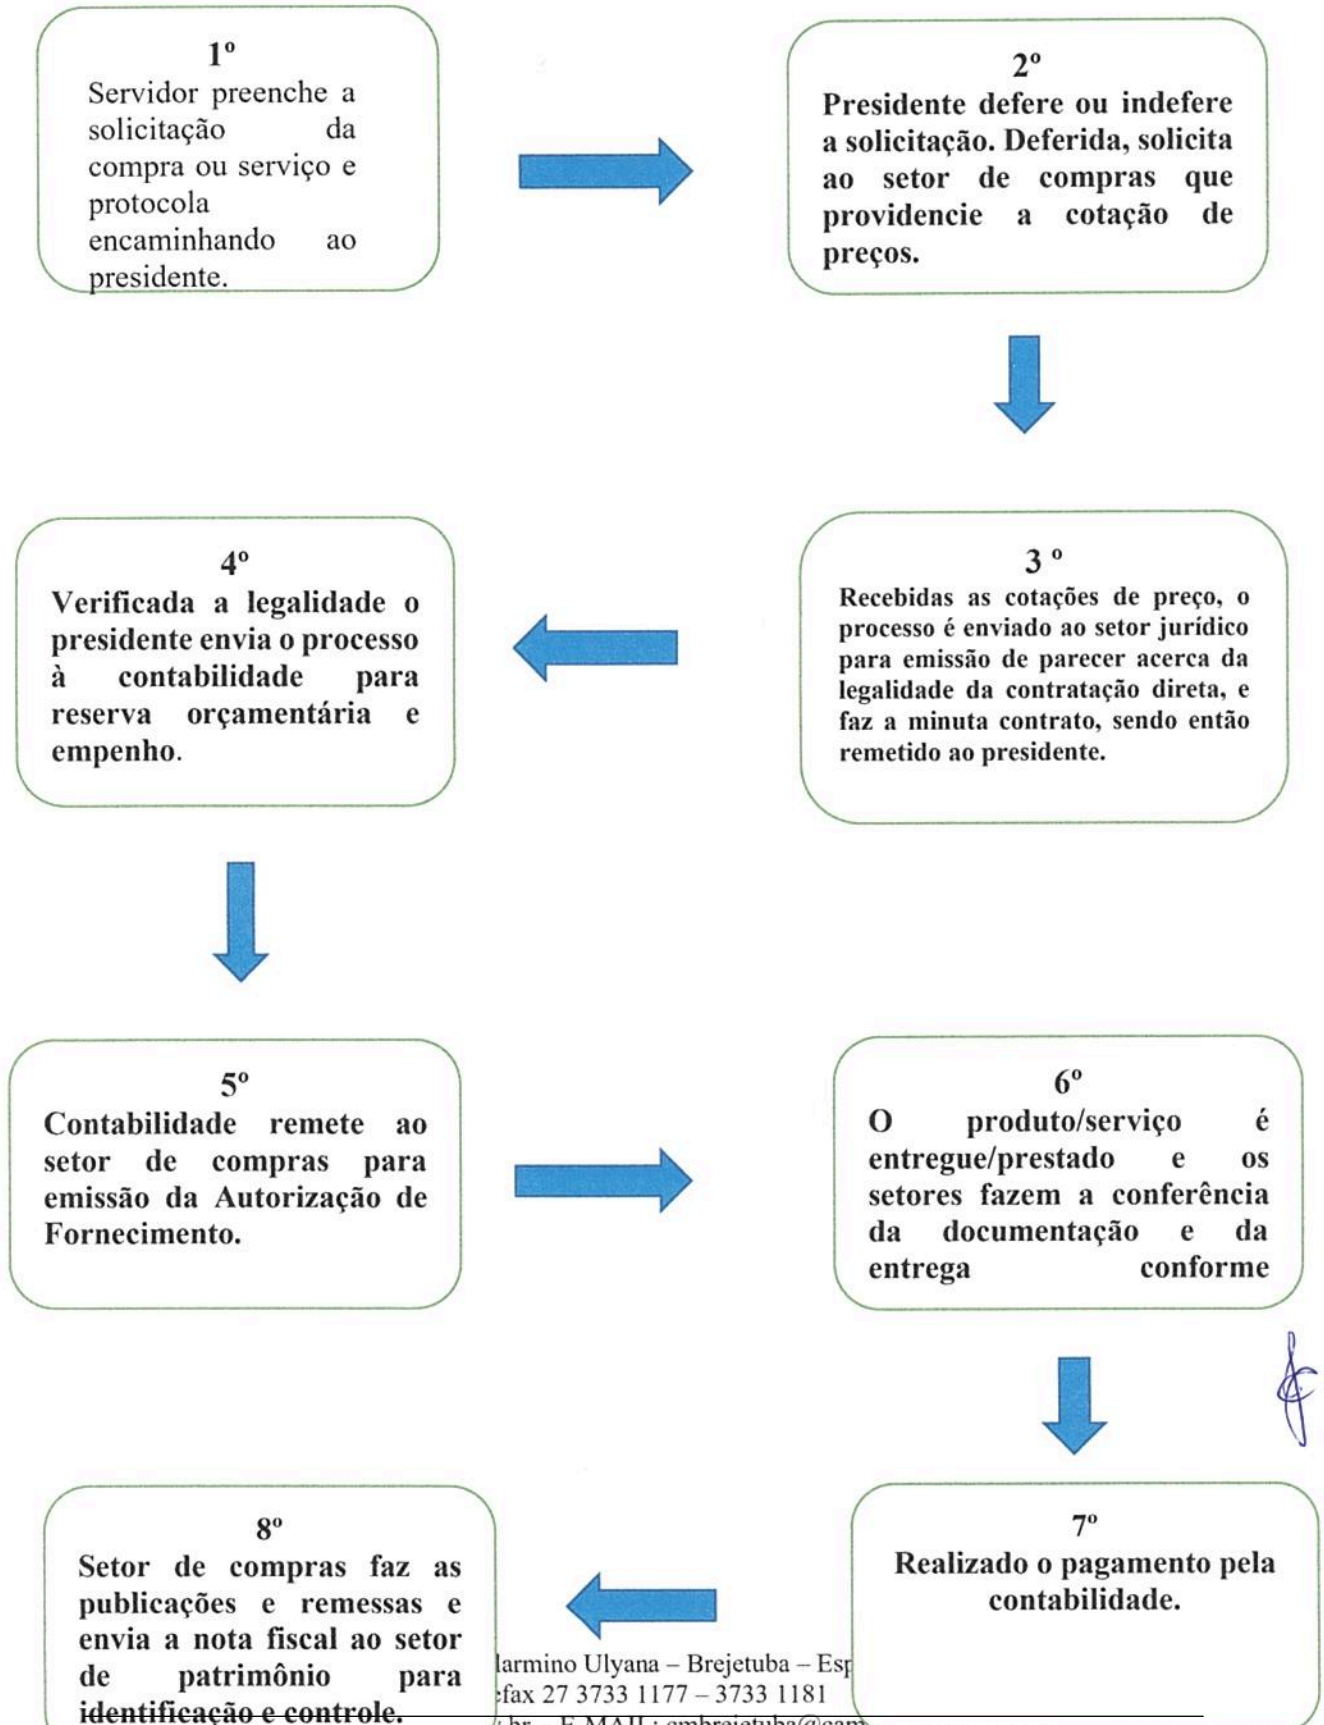 1º
Servidor preenche a
solicitação da
compra ou serviço e
protocola
encaminhando ao
presidente.
2º
Presidente defere ou indefere
a solicitação. Deferida, solicita
ao setor de compras que
providencie a cotação de
preços.
3 º
Recebidas as cotações de preço, o
processo é enviado ao setor jurídico
para emissão de parecer acerca da
legalidade da contratação direta, e
faz a minuta contrato, sendo então
remetido ao presidente.
4º
Verificada a legalidade o
presidente envia o processo
à contabilidade para
reserva orçamentária e
empenho.
5º
Contabilidade remete ao
setor de compras para
emissão da Autorização de
Fornecimento.
6º
O produto/serviço é
entregue/prestado e os
setores fazem a conferência
da documentação e da
entrega conforme
7º
Realizado o pagamento pela
contabilidade.
8º
Setor de compras faz as
publicações e remessas e
envia a nota fiscal ao setor
de patrimônio para
identificação e controle.
Ulyana – Brejetuba –
27 3733 1177 – 3733 1181
E-MAIL: